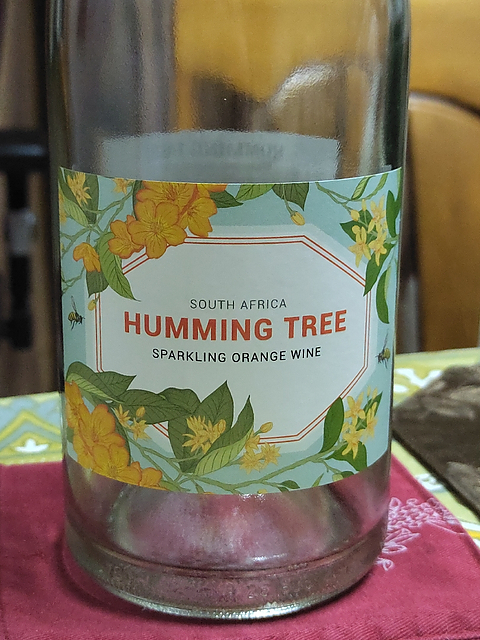 SOUTH AFRICA
HUMMING TREE
SPARKLING ORANGE WINE